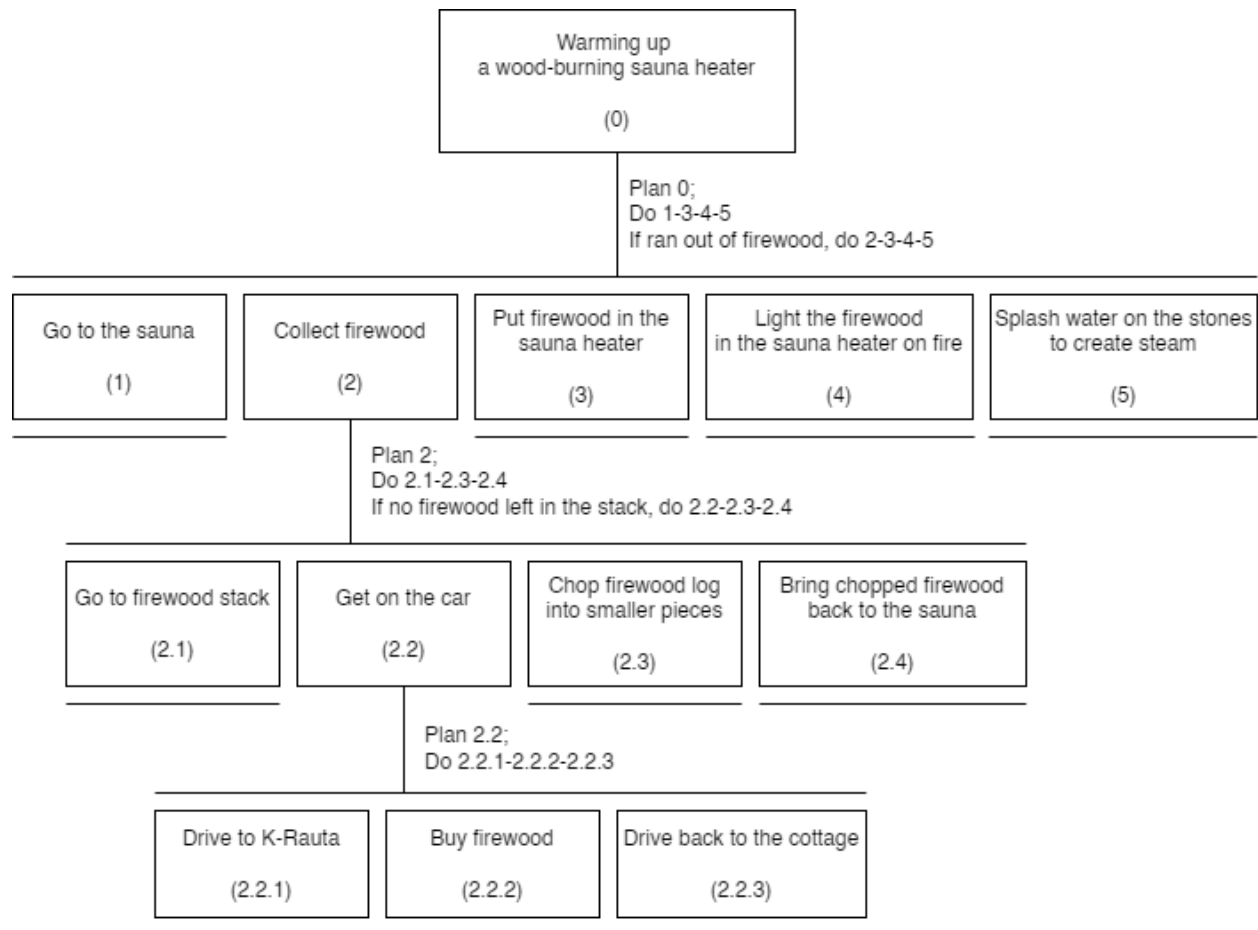 Warming up
a wood-burning sauna heater
(0)
Plan 0;
Do 1-3-4-5
If ran out of firewood, do 2-3-4-5
Go to the sauna
(1)
Collect firewood
(2)
Put firewood in the
sauna heater
(3)
Light the firewood
in the sauna heater on fire
(4)
Splash water on the stones
to create steam
(5)
Plan 2;
Do 2.1-2.3-2.4
If no firewood left in the stack, do 2.2-2.3-2.4
Go to firewood stack
(2.1)
Get on the car
(2.2)
Chop firewood log
into smaller pieces
(2.3)
Bring chopped firewood
back to the sauna
(2.4)
Plan 2.2;
Do 2.2.1-2.2.2-2.2.3
Drive to K-Rauta
(2.2.1)
Buy firewood
(2.2.2)
Drive back to the cottage
(2.2.3)